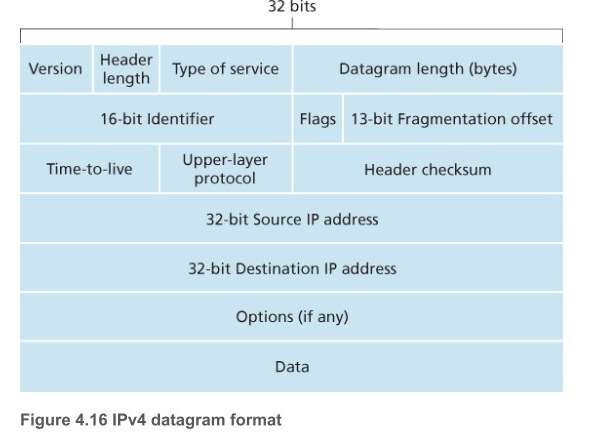 32 bits
Version
Header
length
Type of service
Datagram length (bytes)
16-bit Identifier
Flags
13-bit Fragmentation offset
Time-to-live
Upper-layer
protocol
Header checksum
32-bit Source IP address
32-bit Destination IP address
Options (if any)
Data
Figure 4.16 IPv4 datagram format